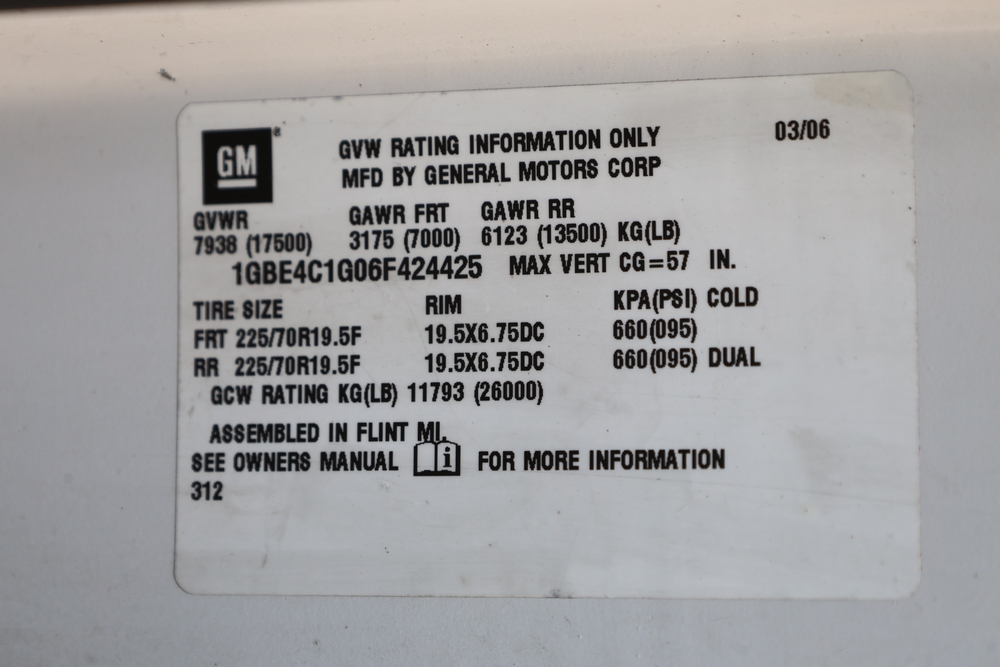 GM®
GVW RATING INFORMATION ONLY 03/06
MFD BY GENERAL MOTORS CORP
GVWR GAWR FRT GAWR RR
7938 (17500) 3175 (7000) 6123 (13500) KG(LB)
1GBE4C1G06F424425 MAX VERT CG=57 IN.
TIRE SIZE RIM KPA(PSI) COLD
FRT 225/70R19.5F 19.5X6.75DC 660(095)
RR 225/70R19.5F 19.5X6.75DC 660(095) DUAL
GCW RATING KG(LB) 11793 (26000)
ASSEMBLED IN FLINT MI.
SEE OWNERS MANUAL i FOR MORE INFORMATION
312